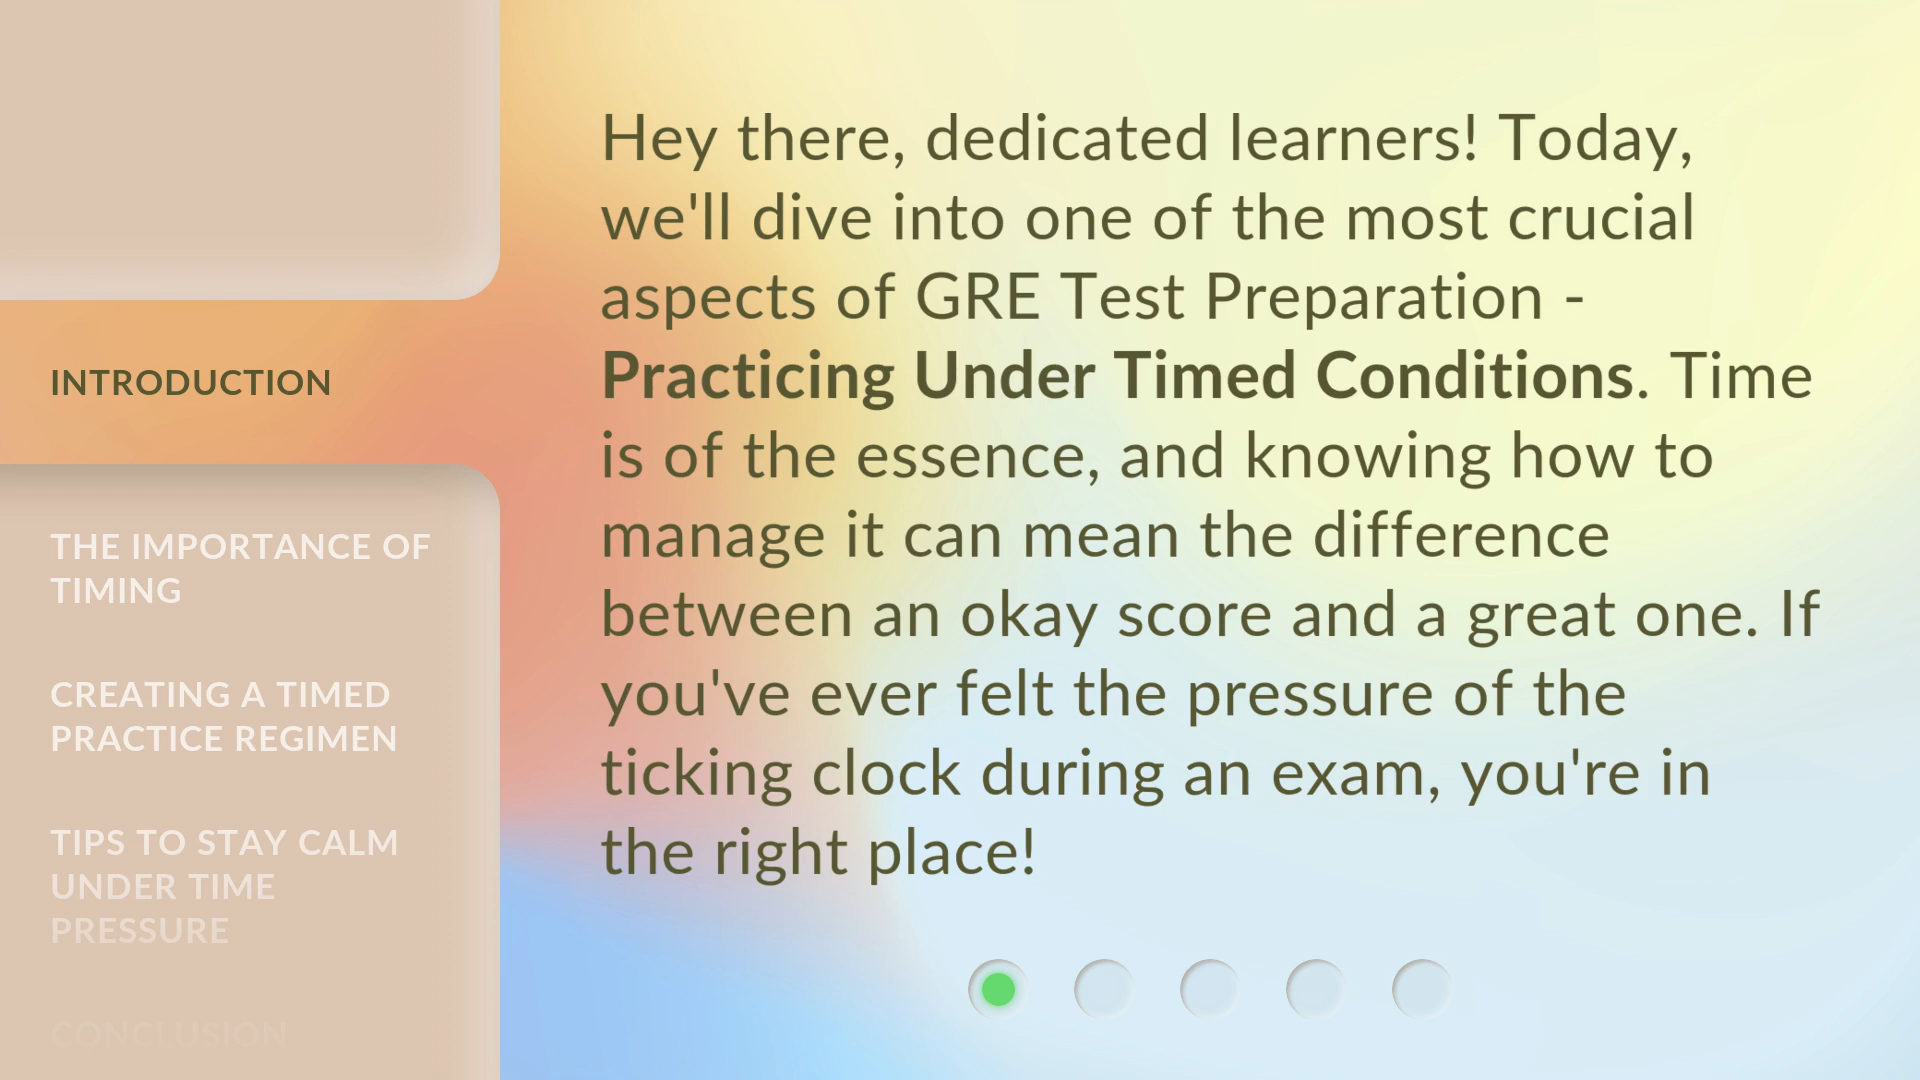 INTRODUCTION
THE IMPORTANCE OF
TIMING
CREATING A TIMED
PRACTICE REGIMEN
TIPS TO STAY CALM
UNDER TIME
PRESSURE
CONCLUSION
Hey there, dedicated learners! Today,
we'll dive into one of the most crucial
aspects of GRE Test Preparation -
Practicing Under Timed Conditions. Time
is of the essence, and knowing how to
manage it can mean the difference
between an okay score and a great one. If
you've ever felt the pressure of the
ticking clock during an exam, you're in
the right place!